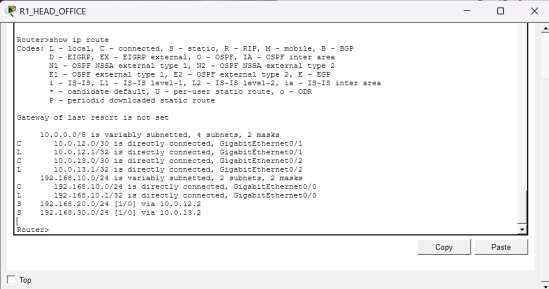 R1_HEAD_OFFICE
Router>show ip route
Codes: L - local, C - connected, S - static, R - RIP, M - mobile, B - BGP
D - EIGRP, EX - EIGRP external, O - OSPF, IA - OSPF inter area
N1 - OSPF NSSA external type 1, N2 - OSPF NSSA external type 2
E1 - OSPF external type 1, E2 - OSPF external type 2, E - EGP
i - IS-IS, L1 - IS-IS level-1, L2 - IS-IS level-2, ia - IS-IS inter area
* - candidate default, U - per-user static route, o - ODR
P - periodic downloaded static route
Gateway of last resort is not set
10.0.0.0/8 is variably subnetted, 4 subnets, 2 masks
C 10.0.12.0/30 is directly connected, GigabitEthernet0/1
L 10.0.12.1/32 is directly connected, GigabitEthernet0/1
C 10.0.13.0/30 is directly connected, GigabitEthernet0/2
L 10.0.13.1/32 is directly connected, GigabitEthernet0/2
192.168.10.0/24 is variably subnetted, 2 subnets, 2 masks
C 192.168.10.0/24 is directly connected, GigabitEthernet0/0
L 192.168.10.1/32 is directly connected, GigabitEthernet0/0
S 192.168.20.0/24 [1/0] via 10.0.12.2
S 192.168.30.0/24 [1/0] via 10.0.13.2
Router>
Copy Paste
Top